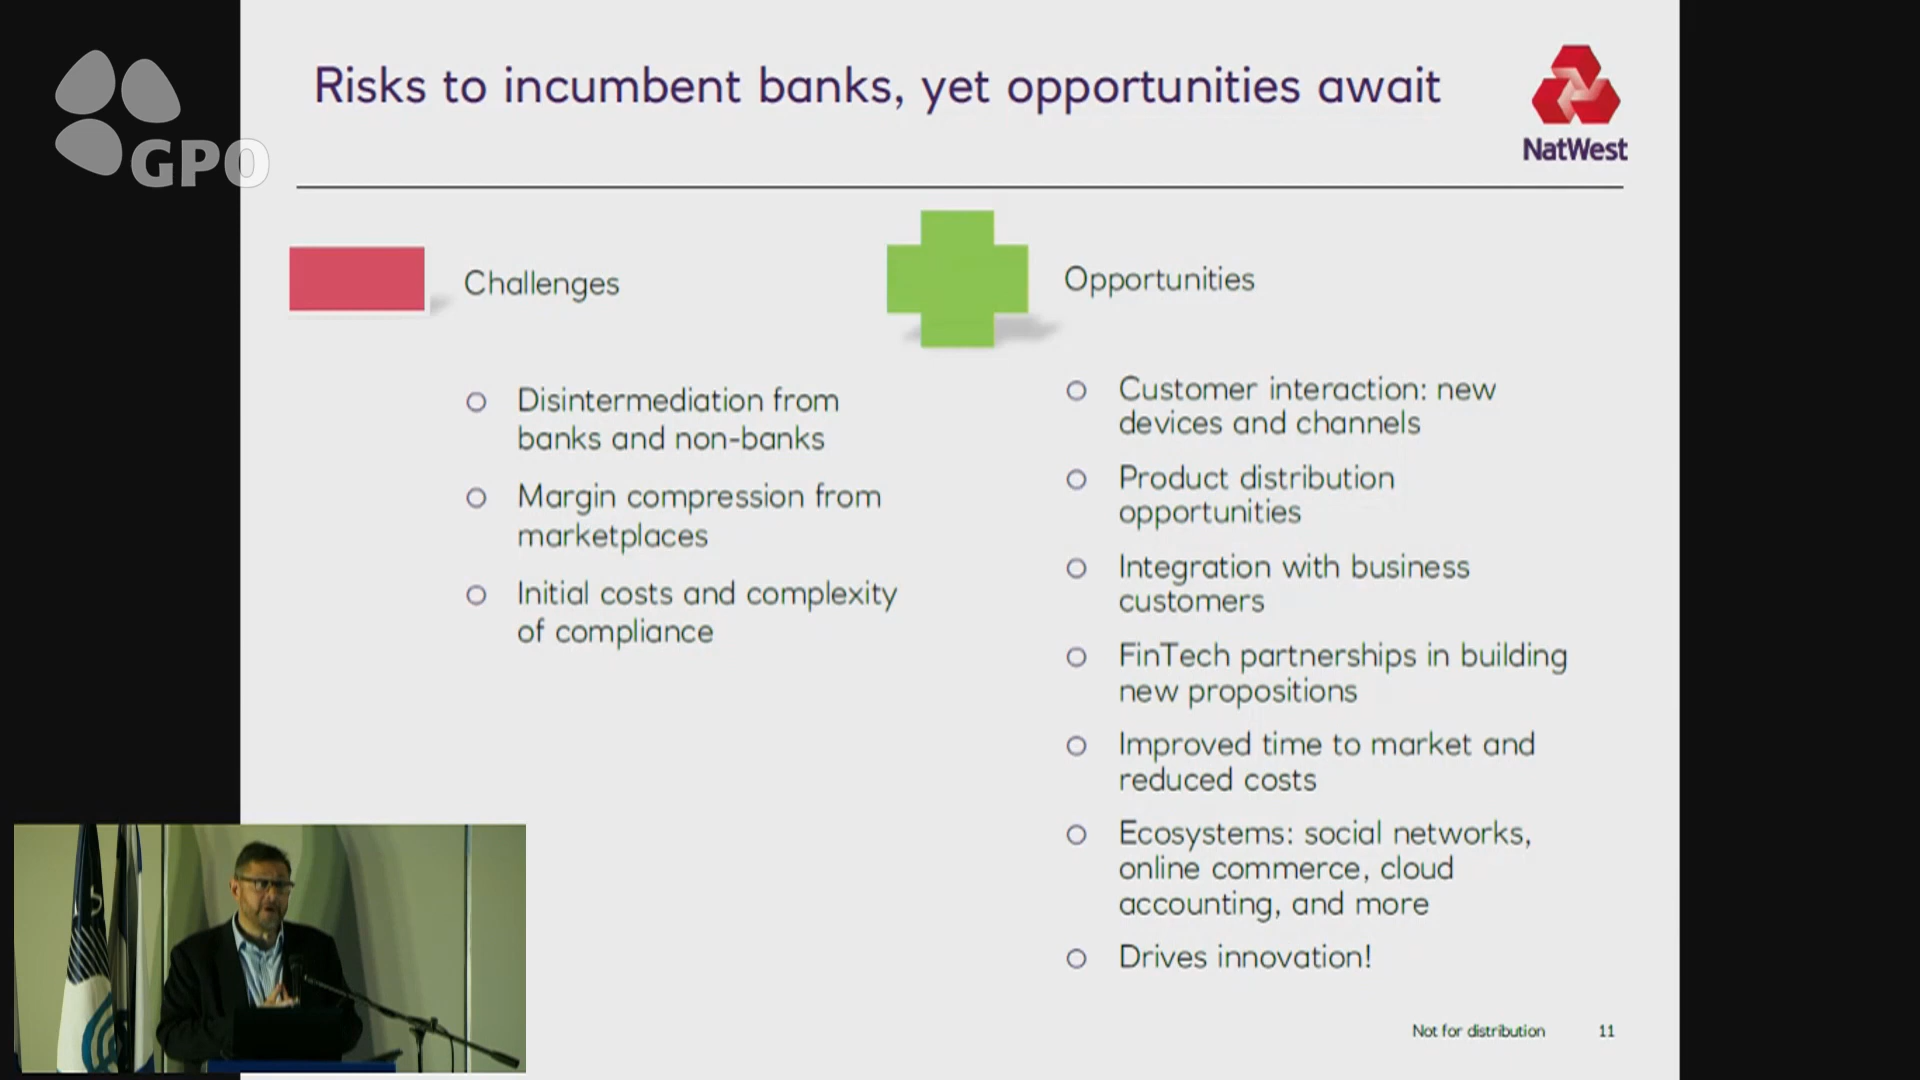 GPO
Risks to incumbent banks, yet opportunities await
NatWest
Challenges
Disintermediation from
banks and non-banks
Margin compression from
marketplaces
Initial costs and complexity
of compliance
Opportunities
Customer interaction: new
devices and channels
Product distribution
opportunities
Integration with business
customers
FinTech partnerships in building
new propositions
Improved time to market and
reduced costs
Ecosystems: social networks,
online commerce, cloud
accounting, and more
Drives innovation!
Not for distribution
11